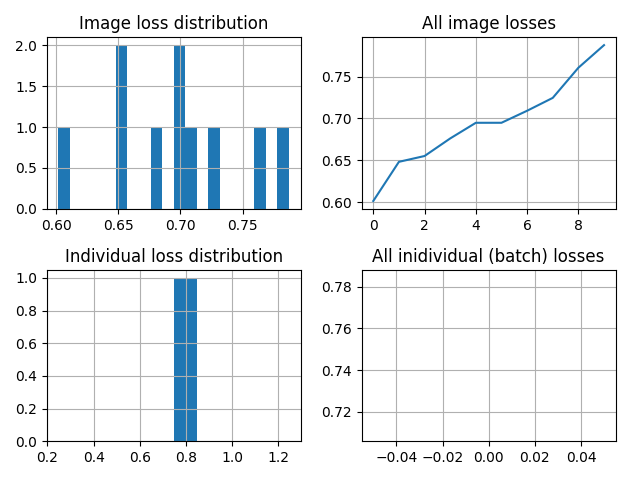 Image loss distribution
2.0
1.5
1.0
0.5
0.0
0.60 0.65 0.70 0.75
All image losses
0.75
0.70
0.65
0.60
0 2 4 6 8
Individual loss distribution
1.0
0.8
0.6
0.4
0.2
0.0
0.2 0.4 0.6 0.8 1.0 1.2
All inidividual (batch) losses
0.78
0.76
0.74
0.72
−0.04 −0.02 0.00 0.02 0.04